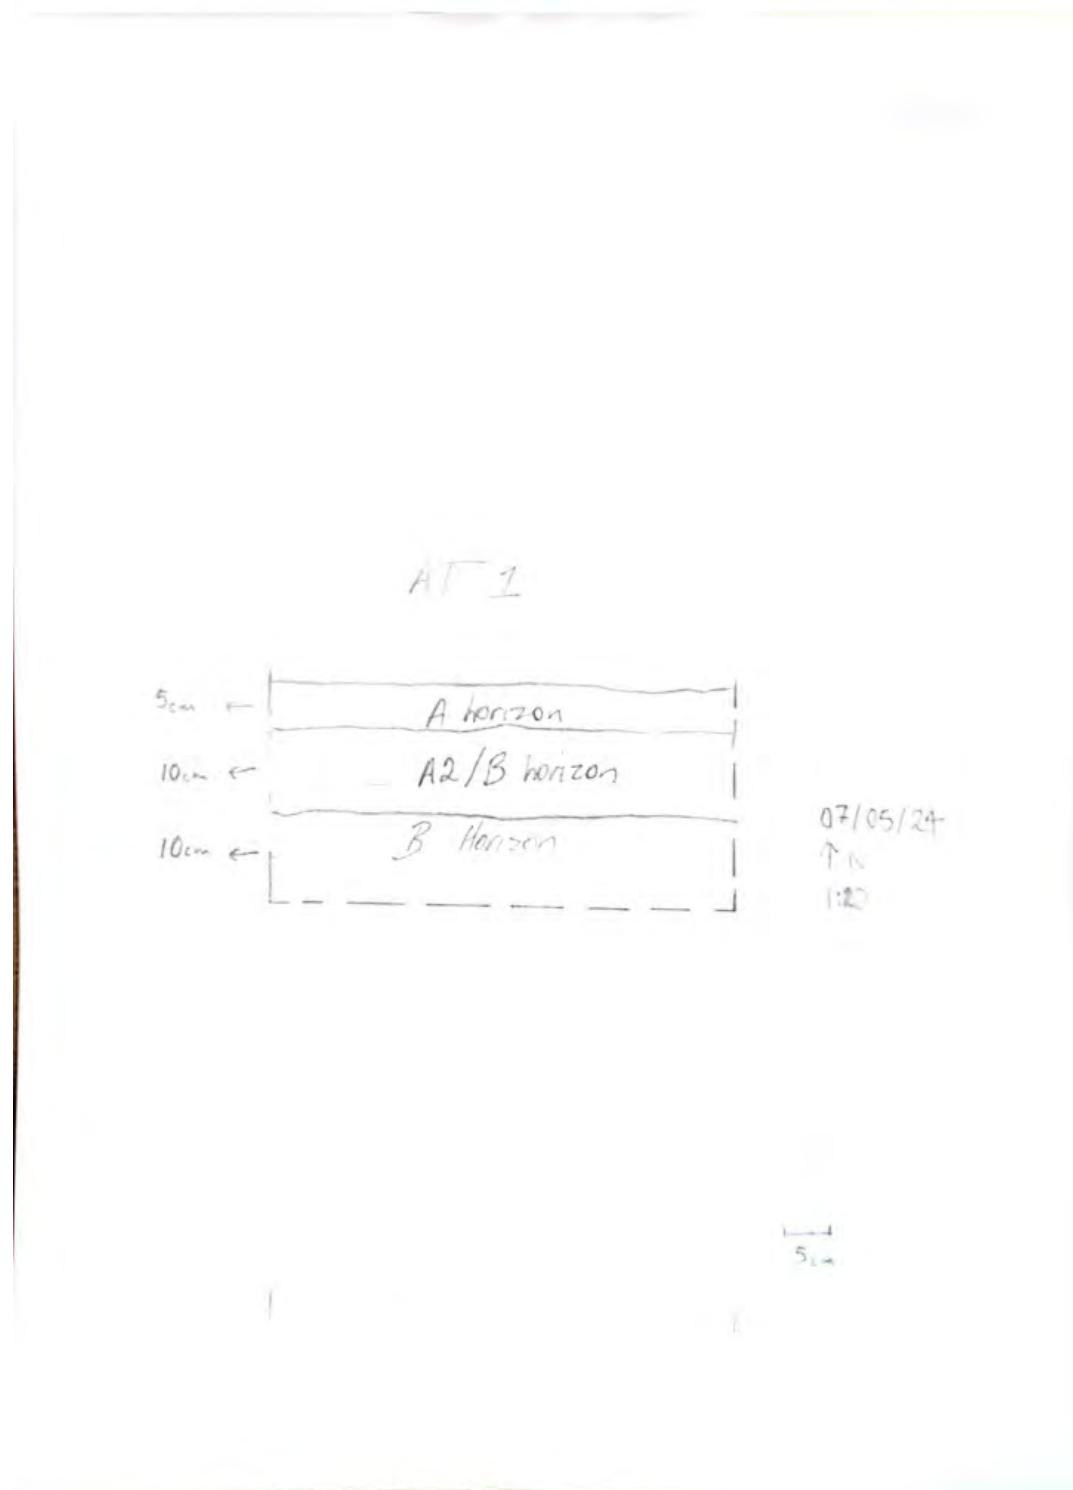 AT 1
5cm ← A horizon
10cm ← A2/B horizon
10cm ← B Horizon
07/05/24
↑ N
1:20
5cm